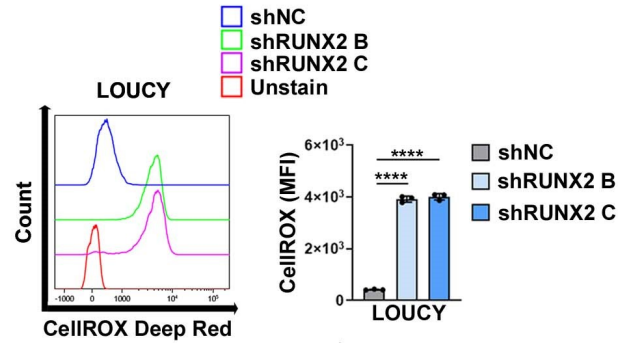 shNC
shRUNX2 B
shRUNX2 C
Unstain
LOUCY
Count
-1000 0 1000 10⁴ 10⁵
CellROX Deep Red
CellROX (MFI)
6×10³
4×10³
2×10³
0
****
****
LOUCY
shNC
shRUNX2 B
shRUNX2 C